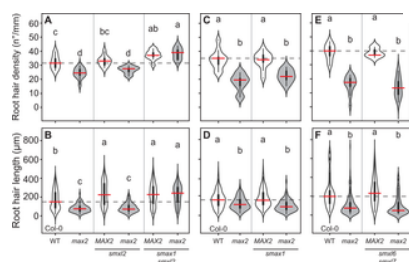 A
C
E
Root hair density (n°/mm)
60
50
40
30
20
10
0
c d bc d ab a
a b a b
a b a b
B
D
F
Root hair length (µm)
800
600
400
200
b c a c a a
a b a b
a b a b
Col-0
Col-0
Col-0
WT max2 MAX2 max2 MAX2 max2
WT max2 MAX2 max2
WT max2 MAX2 max2
smxl2 smax1
smax1
smxl6